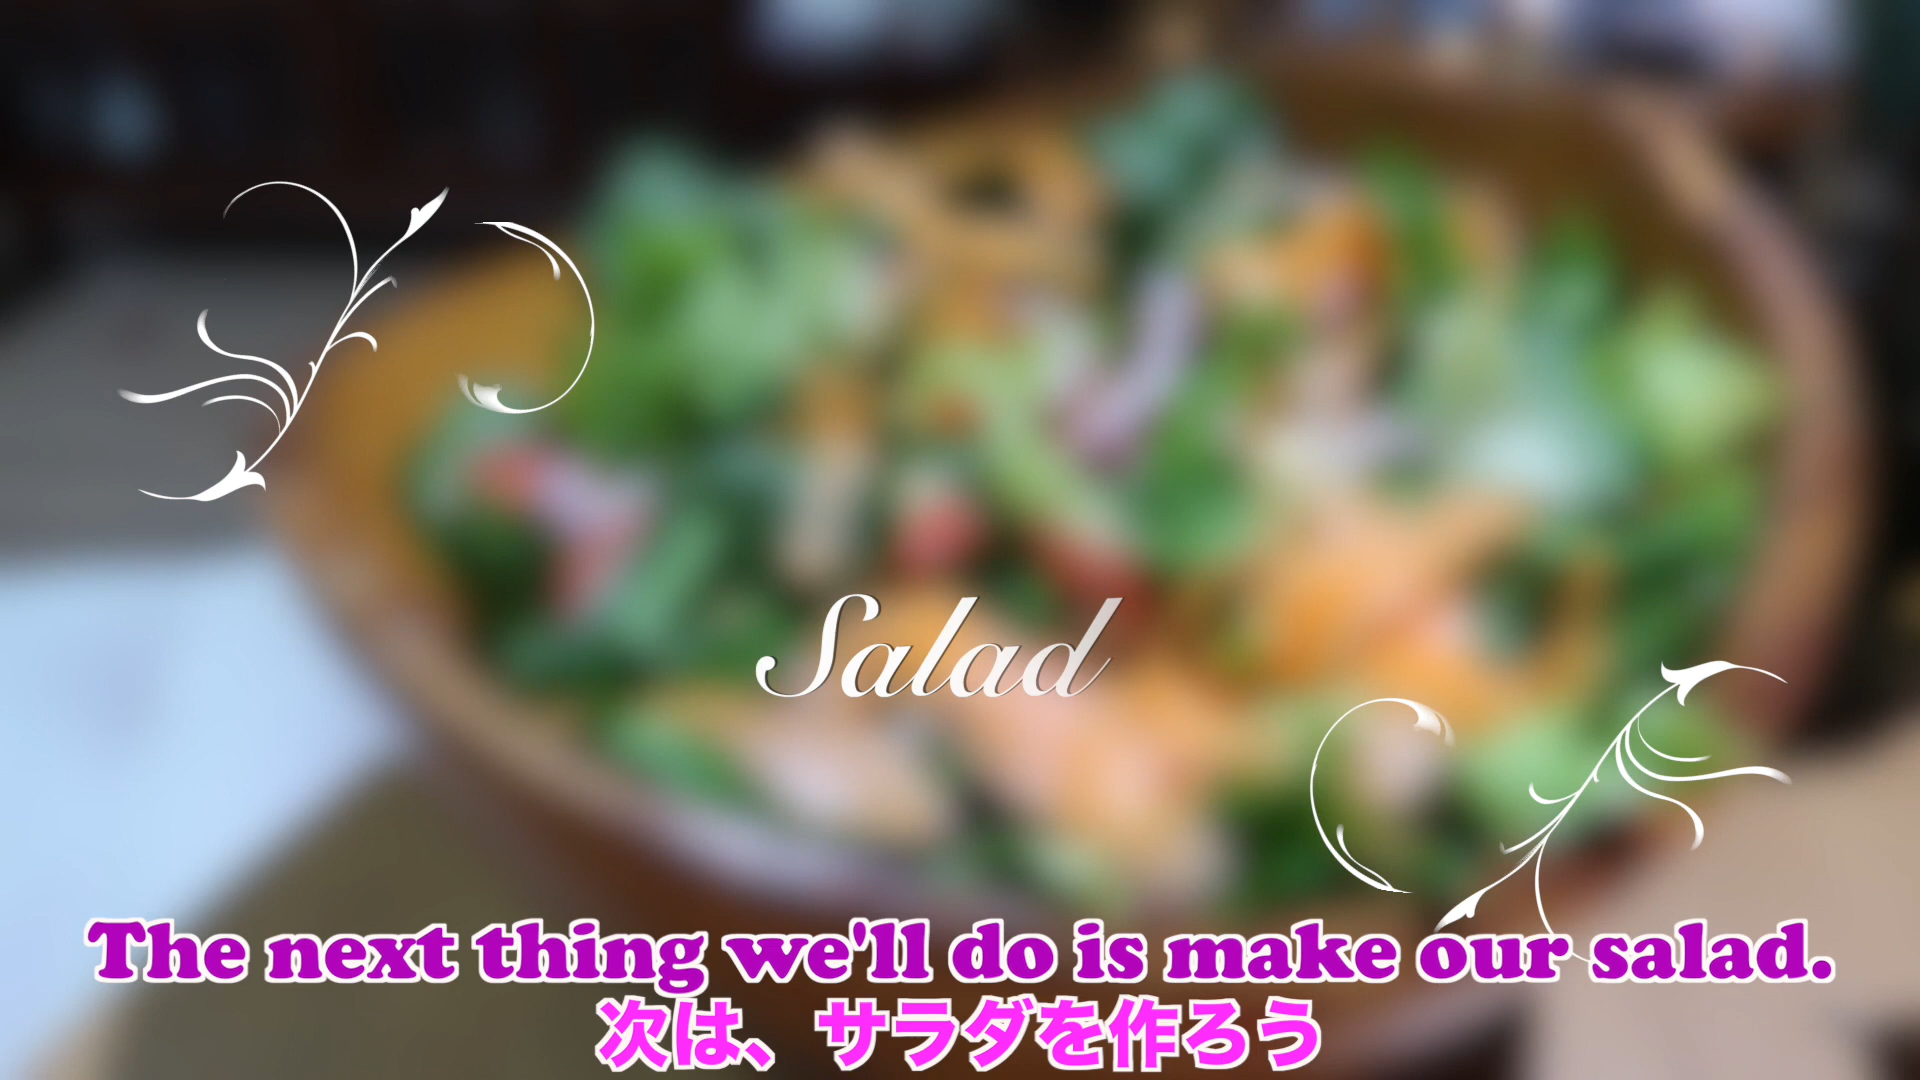 Salad
The next thing we'll do is make our salad.
次は、サラダを作ろう